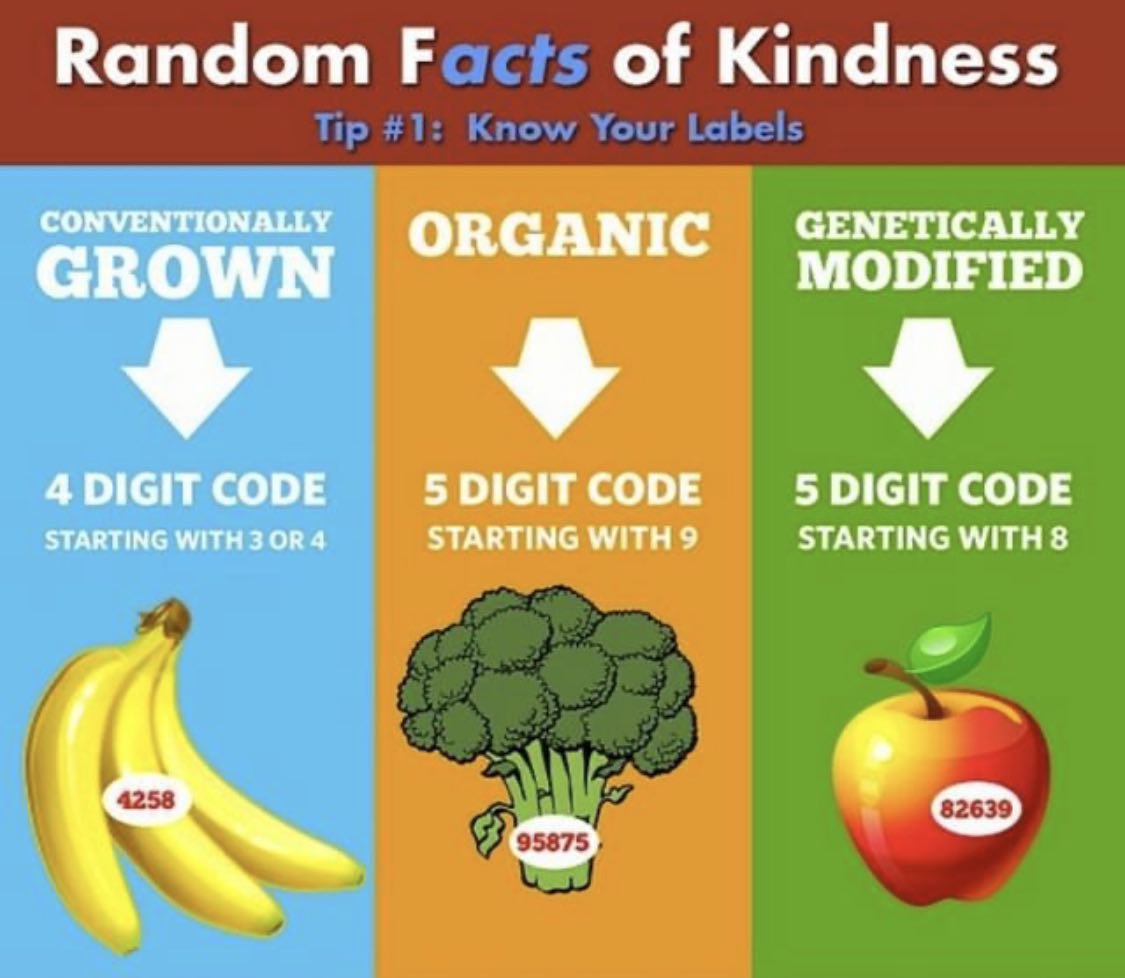 Random Facts of Kindness
Tip #1: Know Your Labels
CONVENTIONALLY
GROWN
4 DIGIT CODE
STARTING WITH 3 OR 4
4258
ORGANIC
5 DIGIT CODE
STARTING WITH 9
95875
GENETICALLY
MODIFIED
5 DIGIT CODE
STARTING WITH 8
82639